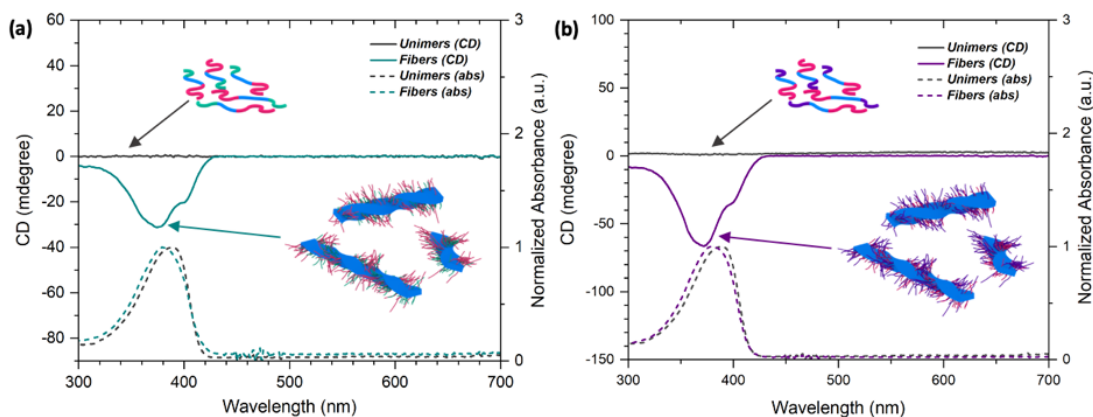 (a)
60
40
20
0
-20
-40
-60
-80
CD (mdegree)
300 400 500 600 700
Wavelength (nm)
3
2
1
0
Normalized Absorbance (a.u.)
Unimers (CD)
Fibers (CD)
Unimers (abs)
Fibers (abs)
(b)
100
50
0
-50
-100
-150
CD (mdegree)
300 400 500 600 700
Wavelength (nm)
3
2
1
0
Normalized Absorbance (a.u.)
Unimers (CD)
Fibers (CD)
Unimers (abs)
Fibers (abs)